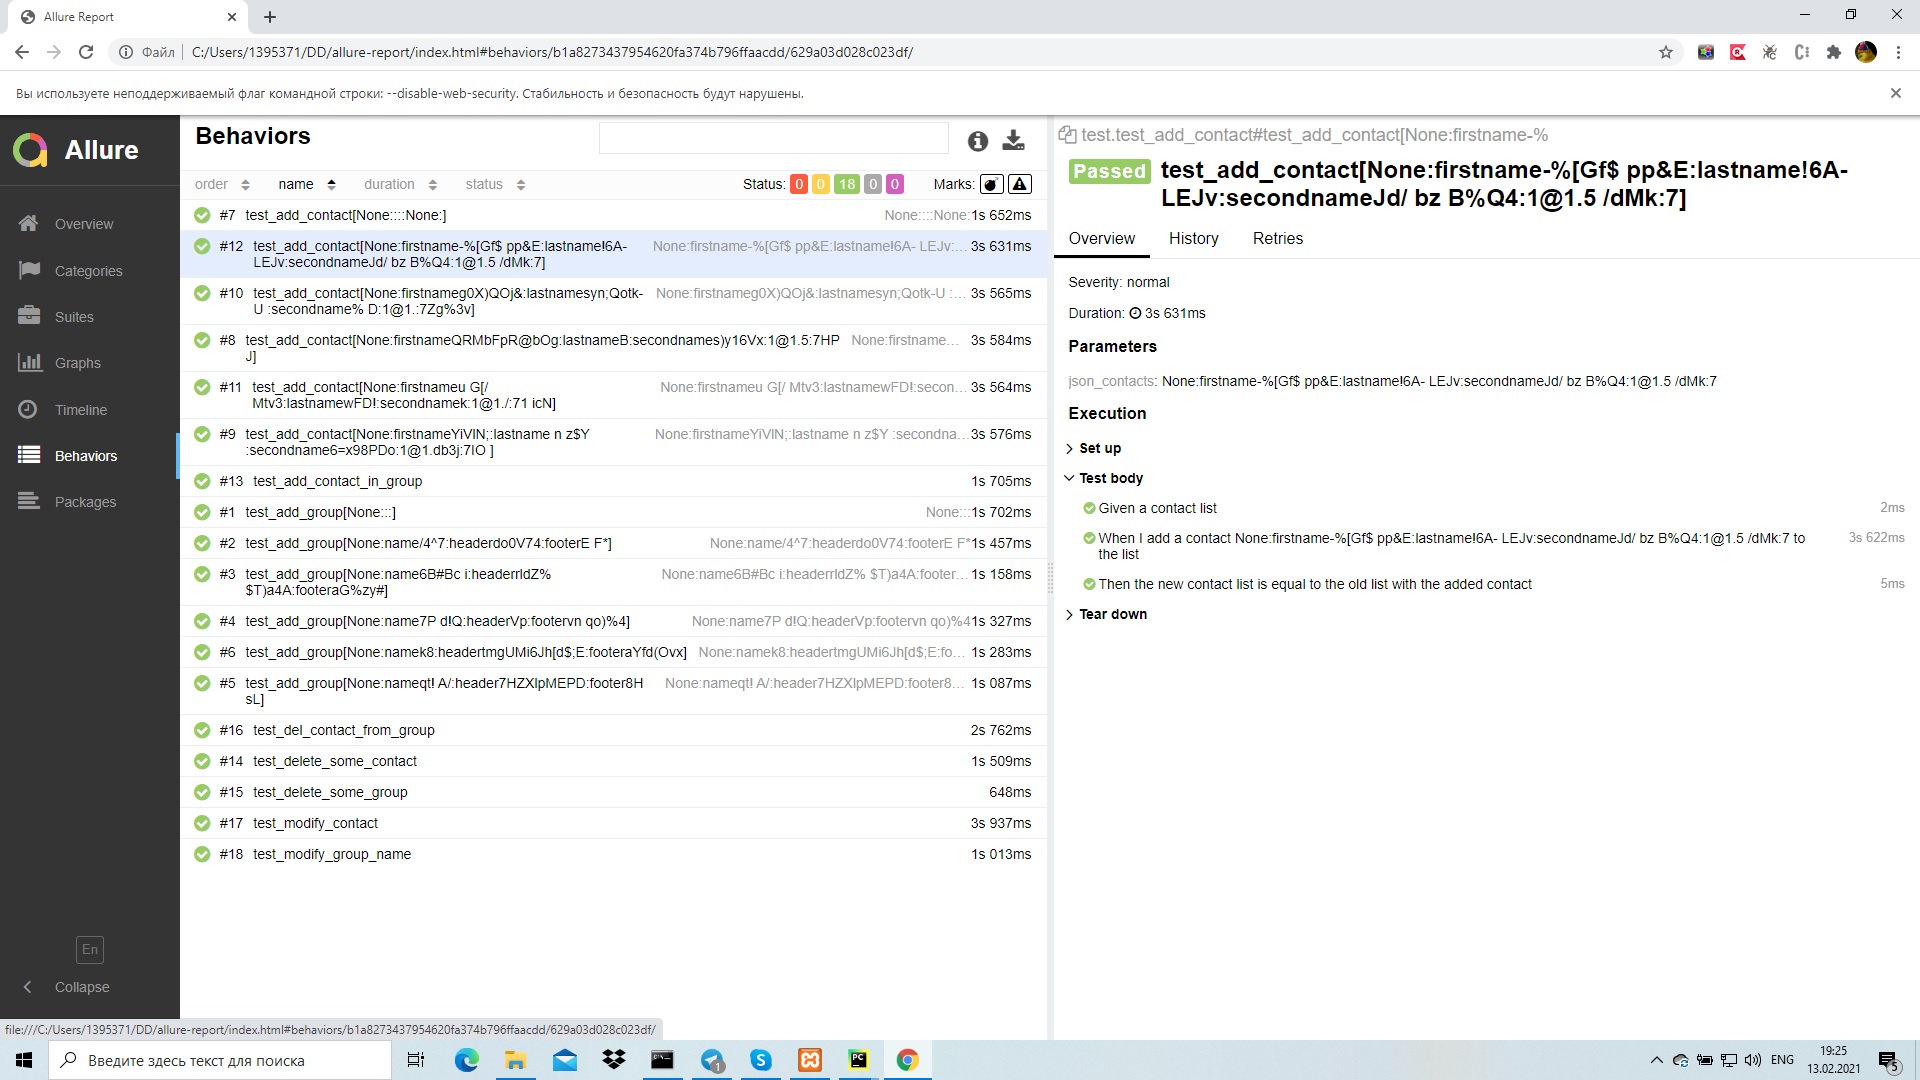 Allure Report
Файл
C:/Users/1395371/DD/allure-report/index.html#behaviors/b1a8273437954620fa374b796ffaacdd/629a03d028c023df/
Вы используете неподдерживаемый флаг командной строки: --disable-web-security. Стабильность и безопасность будут нарушены.
Allure
Overview
Categories
Suites
Graphs
Timeline
Behaviors
Packages
En
Collapse
Behaviors
order name duration status Status: 0 0 18 0 0 Marks:
#7 test_add_contact[None::::None:] None::::None: 1s 652ms
#12 test_add_contact[None:firstname-%[Gf$ pp&E:lastname!6A- None:firstname-%[Gf$ pp&E:lastname!6A- LEJv:... 3s 631ms
LEJv:secondnameJd/ bz B%Q4:1@1.5 /dMk:7]
#10 test_add_contact[None:firstnameg0X)QOj&:lastnamesyn;Qotk- None:firstnameg0X)QOj&:lastnamesyn;Qotk-U :... 3s 565ms
U :secondname% D:1@1.:7Zg%3v]
#8 test_add_contact[None:firstnameQRMbFpR@bOg:lastnameB:secondnames)y16Vx:1@1.5:7HP None:firstname... 3s 584ms
J]
#11 test_add_contact[None:firstnameu G[/ None:firstnameu G[/ Mtv3:lastnamewFD!:secon... 3s 564ms
Mtv3:lastnamewFD!:secondnamek:1@1./:71 icN]
#9 test_add_contact[None:firstnameYiVIN;:lastname n z$Y None:firstnameYiVIN;:lastname n z$Y :secondna... 3s 576ms
:secondname6=x98PDo:1@1.db3j:7IO ]
#13 test_add_contact_in_group 1s 705ms
#1 test_add_group[None:::] None::: 1s 702ms
#2 test_add_group[None:name/4^7:headerdo0V74:footerE F*] None:name/4^7:headerdo0V74:footerE F* 1s 457ms
#3 test_add_group[None:name6B#Bc i:headerrIdZ% None:name6B#Bc i:headerrIdZ% $T)a4A:footer... 1s 158ms
$T)a4A:footeraG%zy#]
#4 test_add_group[None:name7P d!Q:headerVp:footervn qo)%4] None:name7P d!Q:headerVp:footervn qo)%4 1s 327ms
#6 test_add_group[None:namek8:headertmgUMi6Jh[d$;E:footeraYfd(Ovx] None:namek8:headertmgUMi6Jh[d$;E:fo... 1s 283ms
#5 test_add_group[None:nameqt! A/:header7HZXlpMEPD:footer8H None:nameqt! A/:header7HZXlpMEPD:footer8... 1s 087ms
sL]
#16 test_del_contact_from_group 2s 762ms
#14 test_delete_some_contact 1s 509ms
#15 test_delete_some_group 648ms
#17 test_modify_contact 3s 937ms
#18 test_modify_group_name 1s 013ms
test.test_add_contact#test_add_contact[None:firstname-%
Passed test_add_contact[None:firstname-%[Gf$ pp&E:lastname!6A-
LEJv:secondnameJd/ bz B%Q4:1@1.5 /dMk:7]
Overview History Retries
Severity: normal
Duration: 3s 631ms
Parameters
json_contacts: None:firstname-%[Gf$ pp&E:lastname!6A- LEJv:secondnameJd/ bz B%Q4:1@1.5 /dMk:7
Execution
Set up
Test body
Given a contact list 2ms
When I add a contact None:firstname-%[Gf$ pp&E:lastname!6A- LEJv:secondnameJd/ bz B%Q4:1@1.5 /dMk:7 to 3s 622ms
the list
Then the new contact list is equal to the old list with the added contact 5ms
Tear down
file:///C:/Users/1395371/DD/allure-report/index.html#behaviors/b1a8273437954620fa374b796ffaacdd/629a03d028c023df/
Введите здесь текст для поиска
1
PC
ENG
19:25
13.02.2021
5